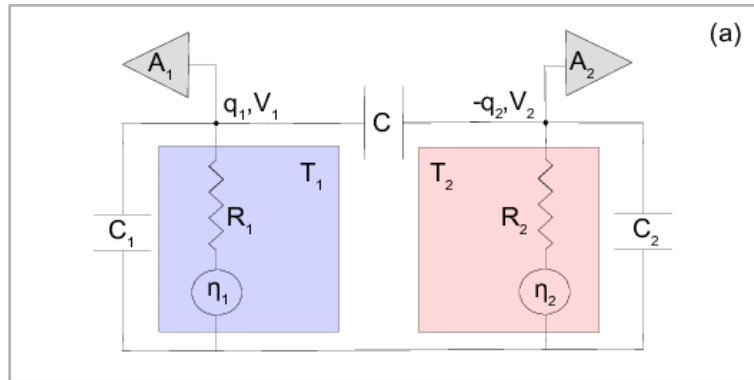 (a)
A₁ A₂
q₁,V₁ C -q₂,V₂
T₁ T₂
C₁ R₁ R₂ C₂
η₁ η₂